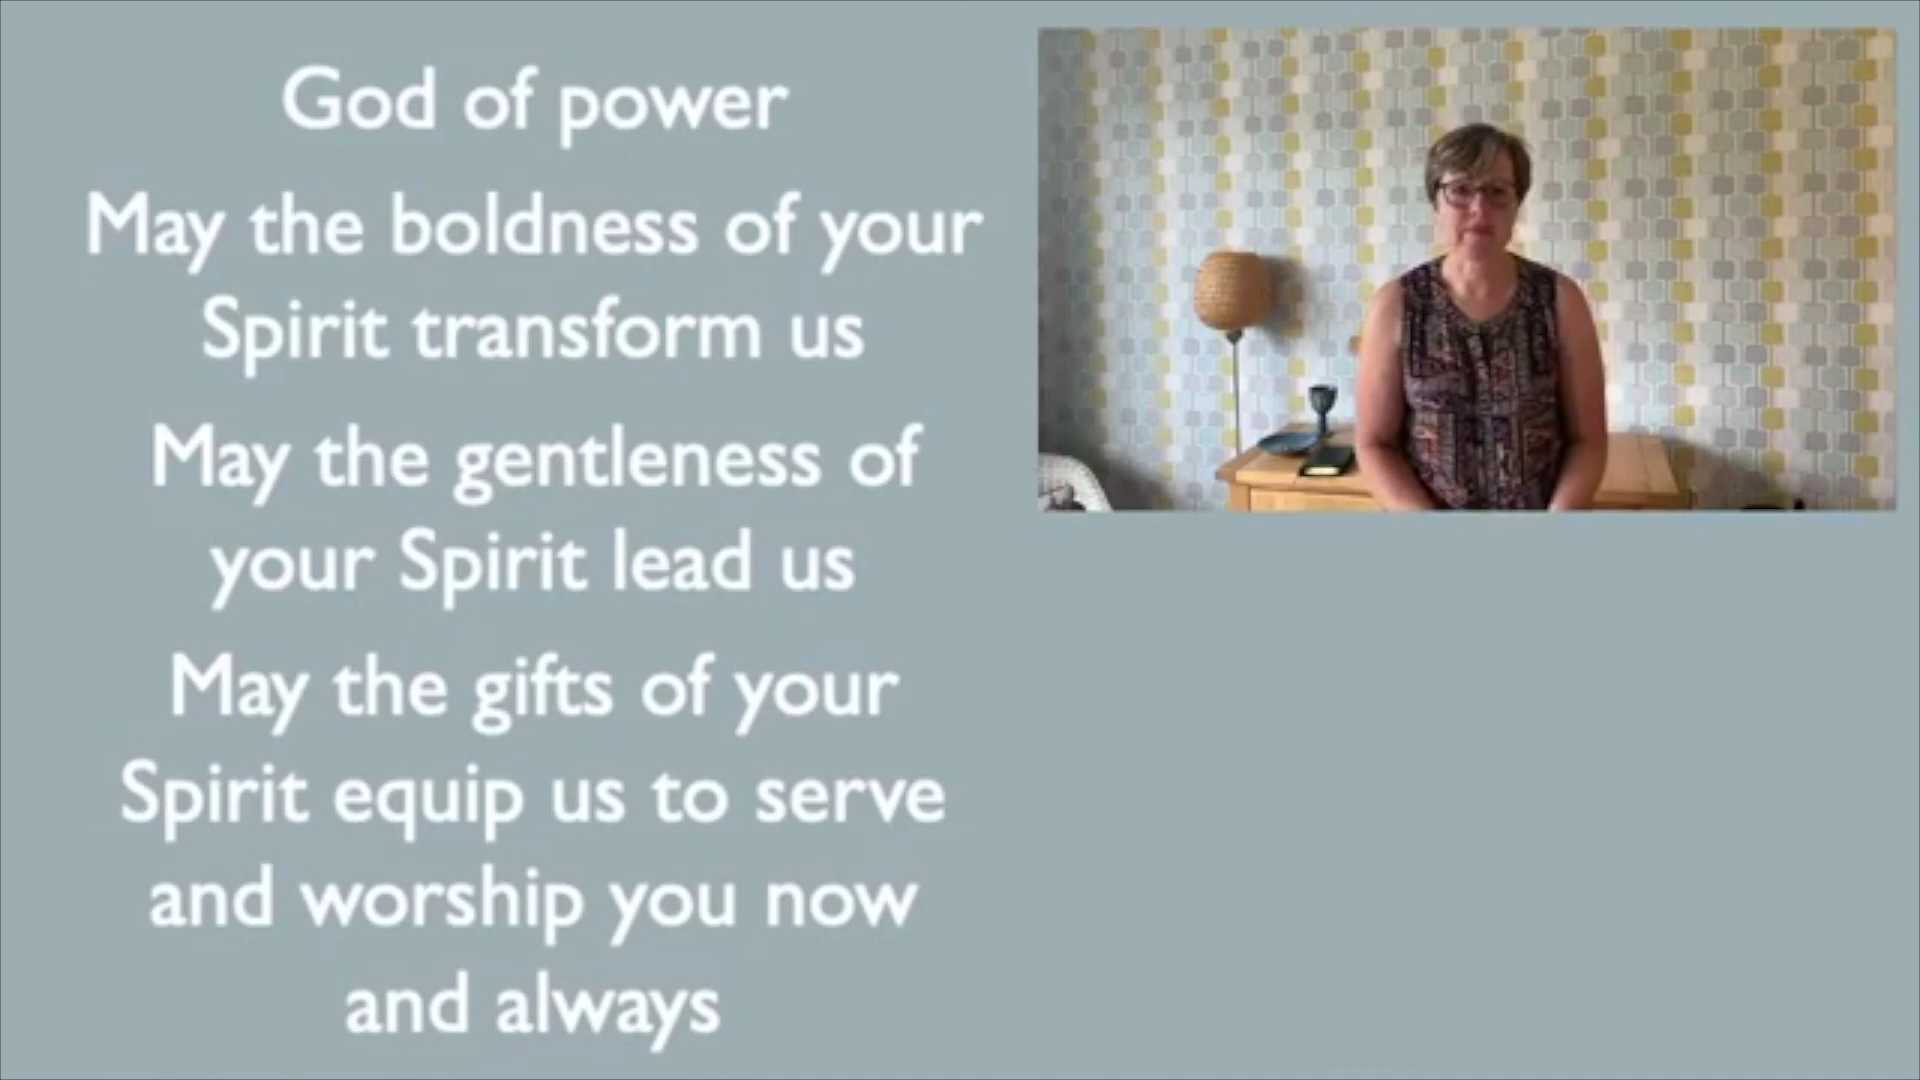 God of power
May the boldness of your
Spirit transform us
May the gentleness of
your Spirit lead us
May the gifts of your
Spirit equip us to serve
and worship you now
and always